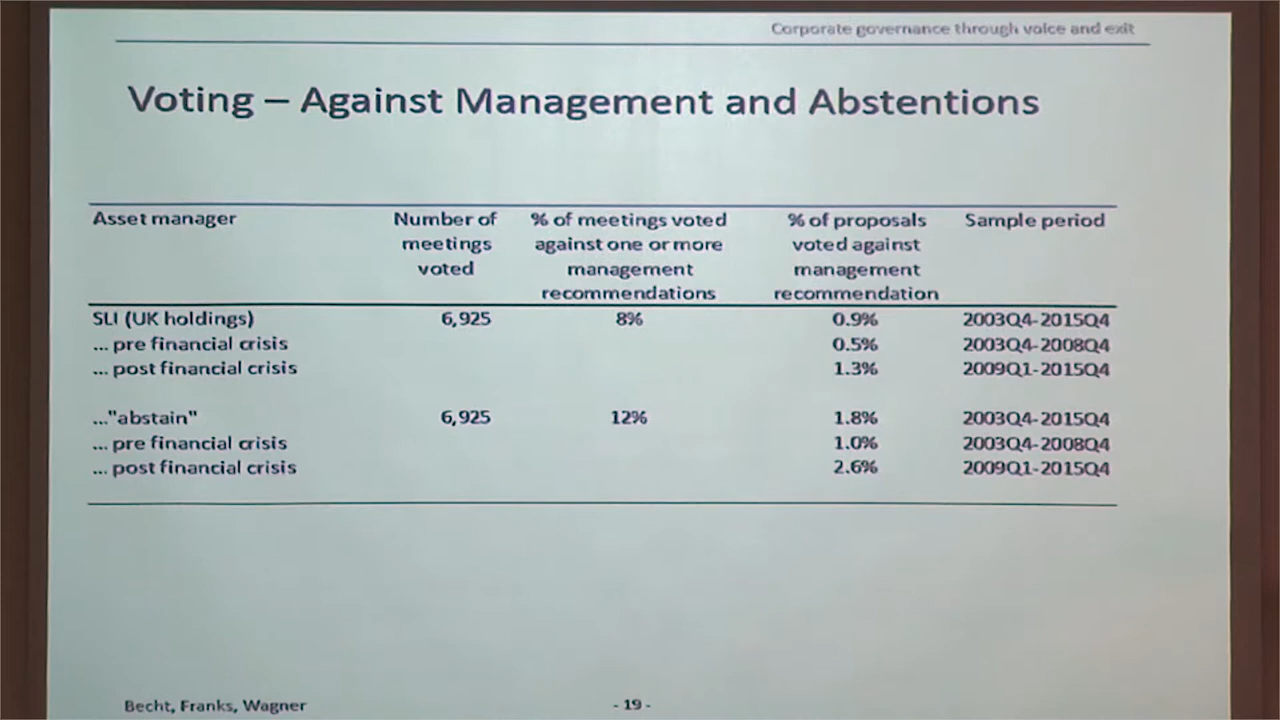 Corporate governance through voice and exit
Voting – Against Management and Abstentions
Asset manager Number of meetings voted % of meetings voted against one or more management recommendations % of proposals voted against management recommendation Sample period
SLI (UK holdings) 6,925 8% 0.9% 2003Q4-2015Q4
... pre financial crisis 0.5% 2003Q4-2008Q4
... post financial crisis 1.3% 2009Q1-2015Q4
..."abstain" 6,925 12% 1.8% 2003Q4-2015Q4
... pre financial crisis 1.0% 2003Q4-2008Q4
... post financial crisis 2.6% 2009Q1-2015Q4
Becht, Franks, Wagner - 19 -